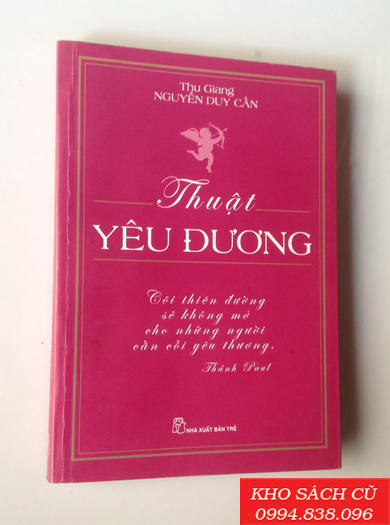 Thu Giang
NGUYỄN DUY CẦN
Thuật
YÊU ĐƯƠNG
Cõi thiên đường
sẽ không mở
cho những người
cằn cỗi yêu thương.
Thánh Paul
NHÀ XUẤT BẢN TRẺ
KHO SÁCH CŨ
0994.838.096